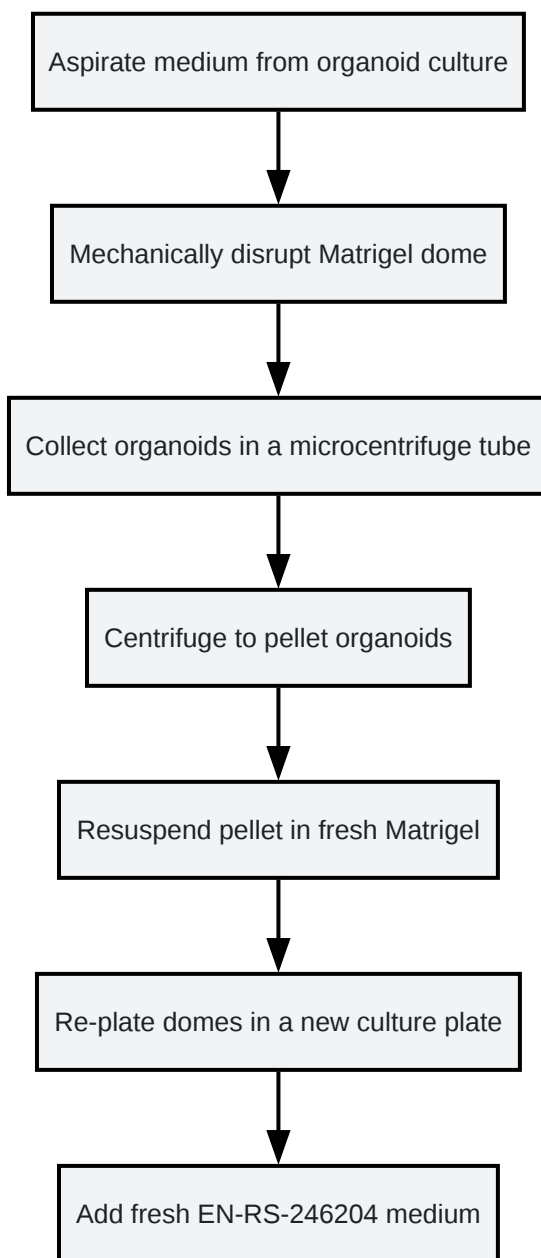 Aspirate medium from organoid culture
Mechanically disrupt Matrigel dome
Collect organoids in a microcentrifuge tube
Centrifuge to pellet organoids
Resuspend pellet in fresh Matrigel
Re-plate domes in a new culture plate
Add fresh EN-RS-246204 medium